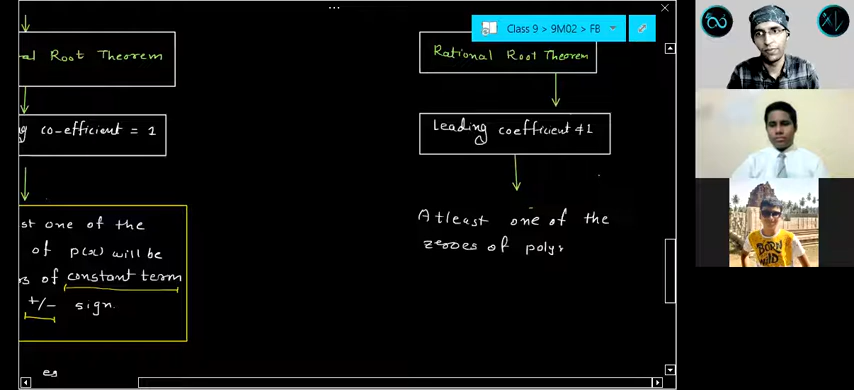 Class 9 > 9M02 > FB
al Root Theorem
co-efficient = 1
st one of the
of p(x) will be
of constant term
+/- sign.
eg
Rational Root Theorem
Leading coefficient ≠1
Atleast one of the
zeroes of poly
BORN
WILD